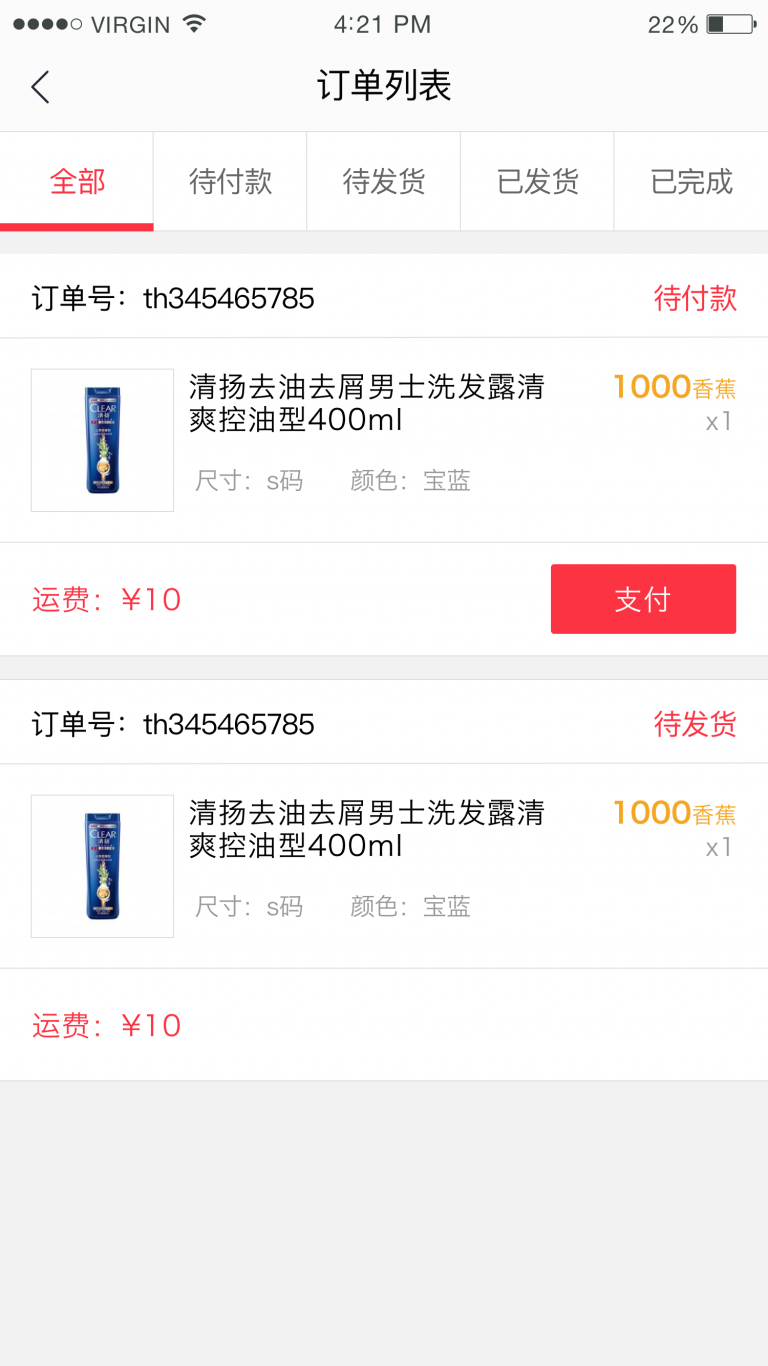 VIRGIN 4:21 PM 22%
订单列表
全部 待付款 待发货 已发货 已完成
订单号：th345465785 待付款
CLEAR
清扬去油去屑男士洗发露清 1000香蕉
爽控油型400ml x1
尺寸：s码 颜色：宝蓝
运费：￥10 支付
订单号：th345465785 待发货
CLEAR
清扬去油去屑男士洗发露清 1000香蕉
爽控油型400ml x1
尺寸：s码 颜色：宝蓝
运费：￥10